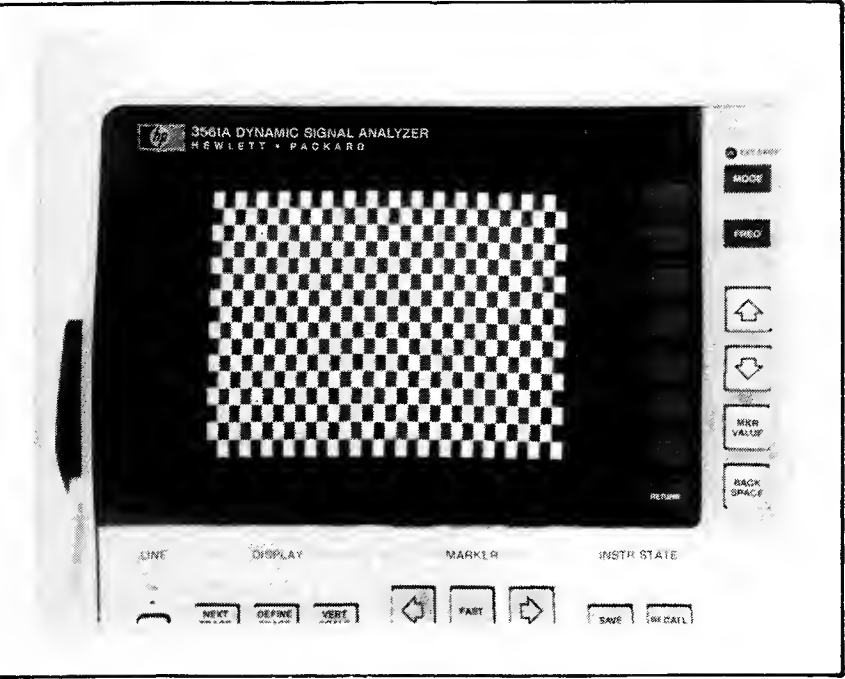 hp
3561A DYNAMIC SIGNAL ANALYZER
HEWLETT • PACKARD
MODE
FREQ
MKR
VALUE
BACK
SPACE
RETURN
LINE
DISPLAY
MARKER
INSTR STATE
NEXT
DEFINE
VERT
FAST
SAVE
RECALL